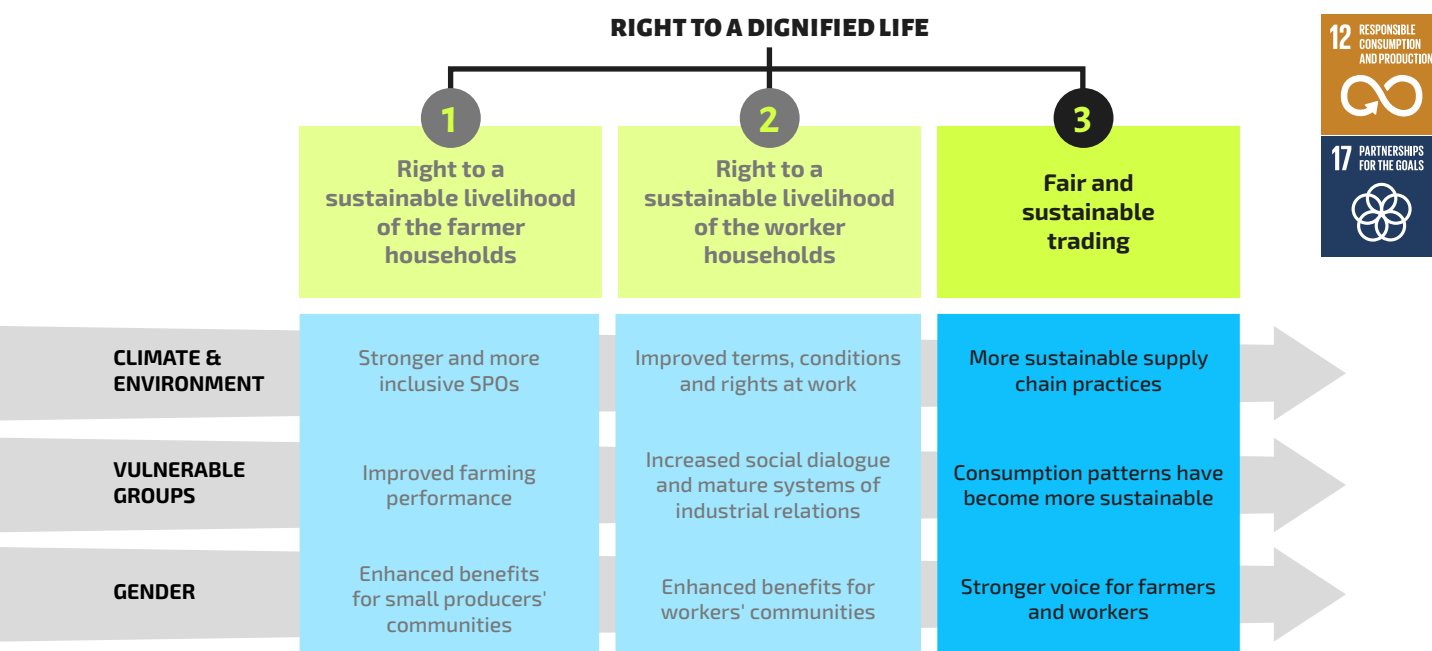 RIGHT TO A DIGNIFIED LIFE
12 RESPONSIBLE
CONSUMPTION
AND PRODUCTION
17 PARTNERSHIPS
FOR THE GOALS
1
Right to a
sustainable livelihood
of the farmer
households
2
Right to a
sustainable livelihood
of the worker
households
3
Fair and
sustainable
trading
CLIMATE &
ENVIRONMENT
Stronger and more
inclusive SPOs
Improved terms, conditions
and rights at work
More sustainable supply
chain practices
VULNERABLE
GROUPS
Improved farming
performance
Increased social dialogue
and mature systems of
industrial relations
Consumption patterns have
become more sustainable
GENDER
Enhanced benefits
for small producers'
communities
Enhanced benefits for
workers' communities
Stronger voice for farmers
and workers